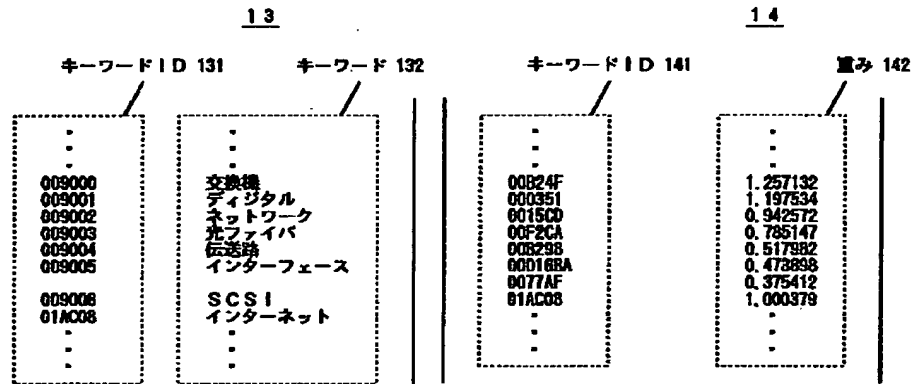 13
14
キーワードID 131
キーワード 132
キーワードID 141
重み 142
009000 交換機
009001 ディジタル
009002 ネットワーク
009003 光ファイバ
009004 伝送路
009005 インターフェース
009006 SCSI
01AC08 インターネット
00B24F 1.257132
000351 1.197534
0015CD 0.942572
00F2CA 0.785147
00B298 0.517982
00016BA 0.473898
0077AF 0.375412
01AC08 1.000379